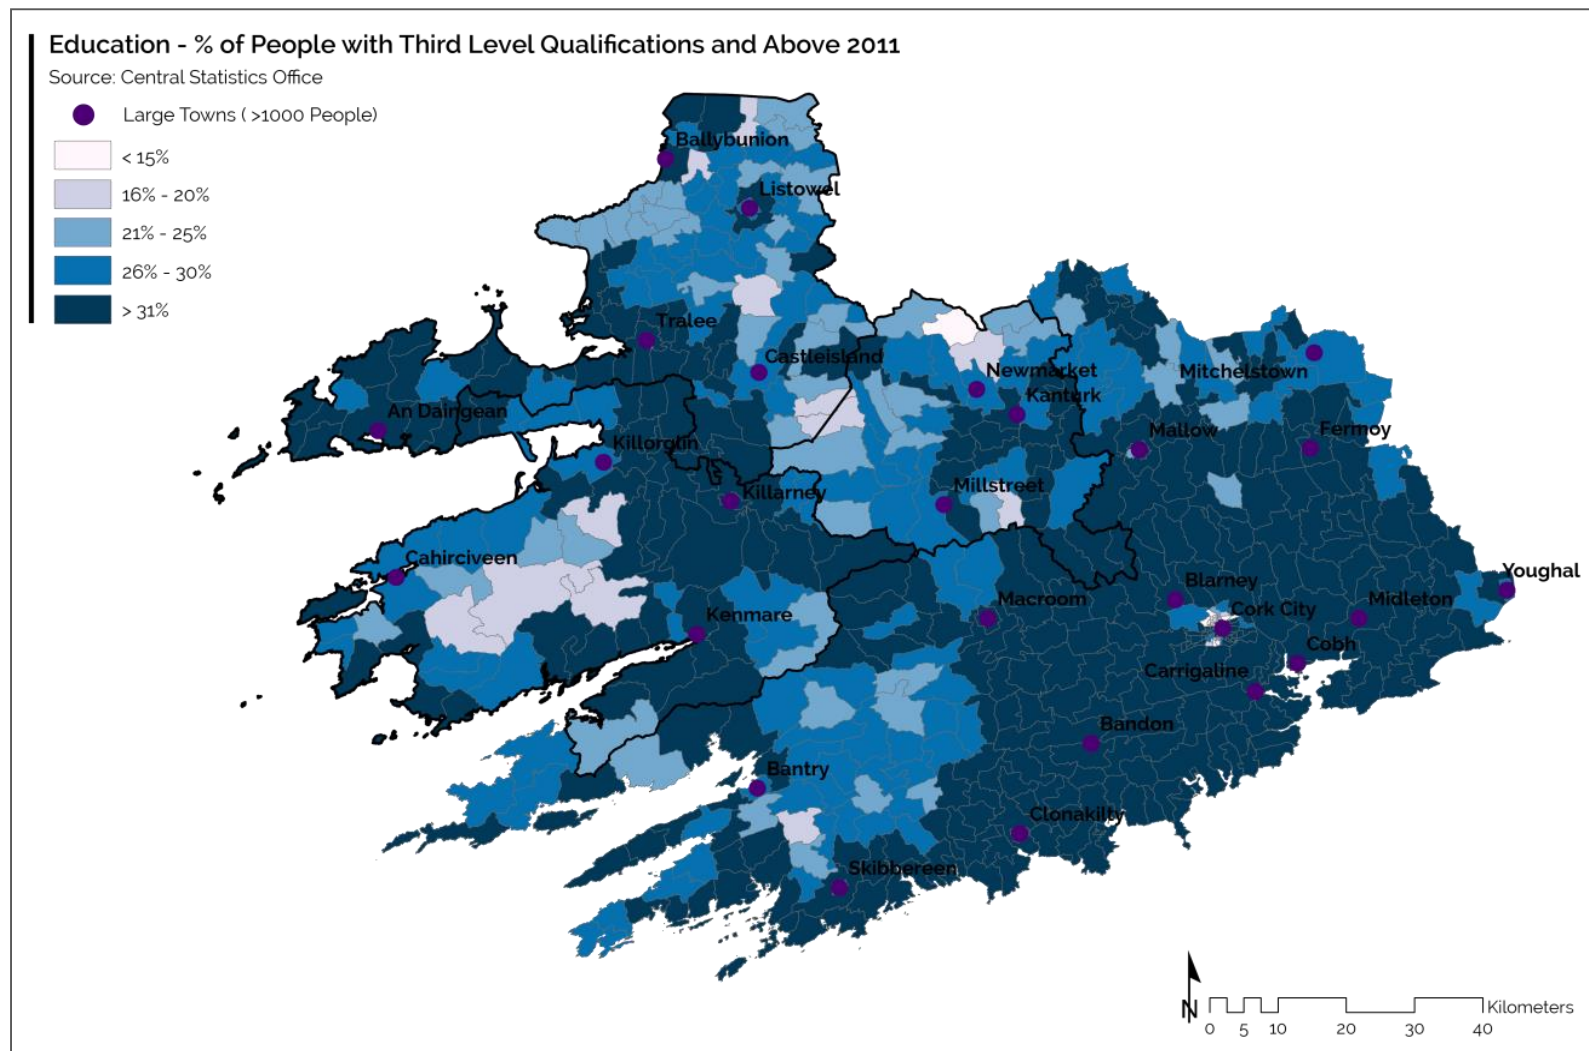 Education - % of People with Third Level Qualifications and Above 2011
Source: Central Statistics Office
Large Towns ( >1000 People)
< 15%
16% - 20%
21% - 25%
26% - 30%
> 31%
Ballybunion
Listowel
Tralee
Castleisland
Newmarket
Kanturk
Mitchelstown
An Daingean
Killorglin
Mallow
Fermoy
Killarney
Millstreet
Cahirciveen
Kenmare
Macroom
Blarney
Cork City
Midleton
Youghal
Cobh
Carrigaline
Bandon
Bantry
Clonakilty
Skibbereen
N
Kilometers
0 5 10 20 30 40